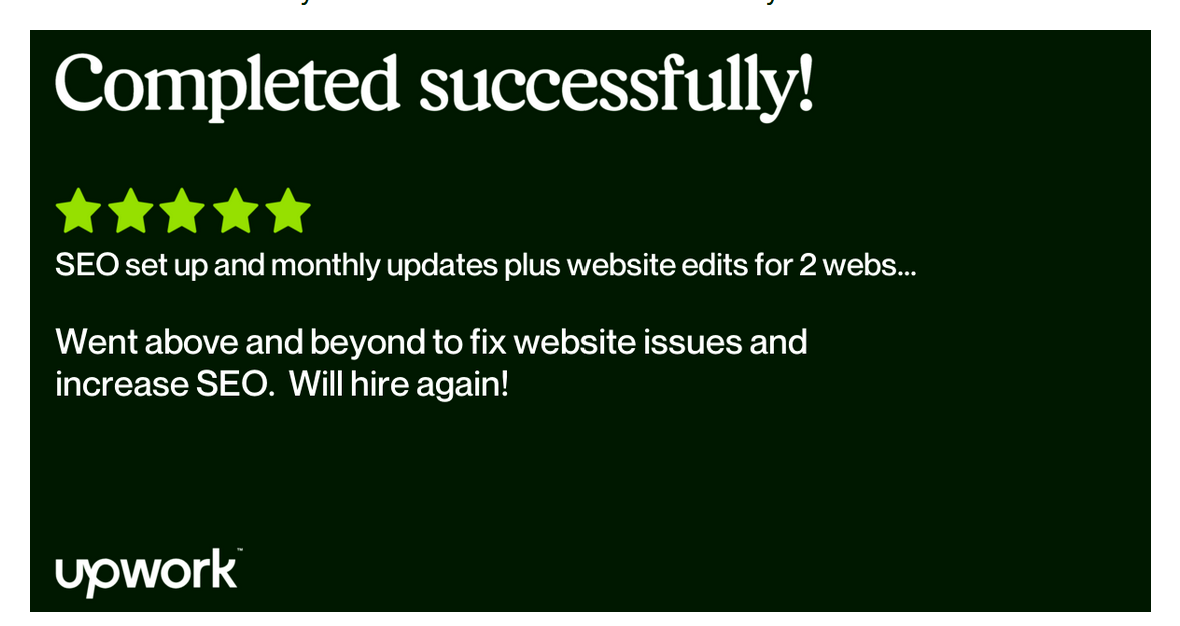 Completed successfully!
SEO set up and monthly updates plus website edits for 2 webs...
Went above and beyond to fix website issues and
increase SEO.  Will hire again!
upwork™